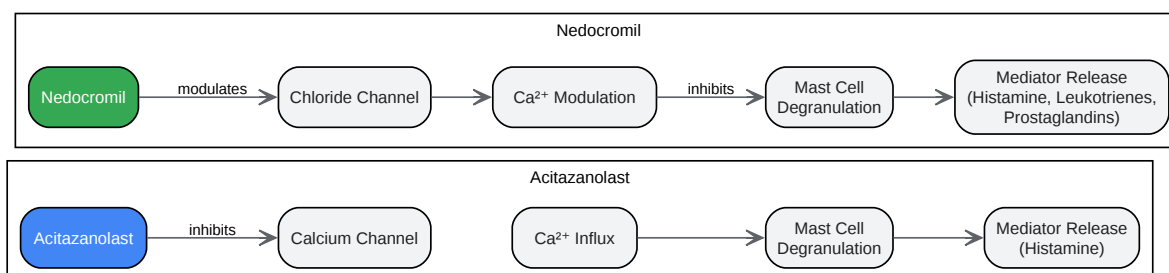 Nedocromil
Nedocromil
modulates
Chloride Channel
Ca²⁺ Modulation
inhibits
Mast Cell
Degranulation
Mediator Release
(Histamine, Leukotrienes,
Prostaglandins)
Acitazanolast
Acitazanolast
inhibits
Calcium Channel
Ca²⁺ Influx
Mast Cell
Degranulation
Mediator Release
(Histamine)